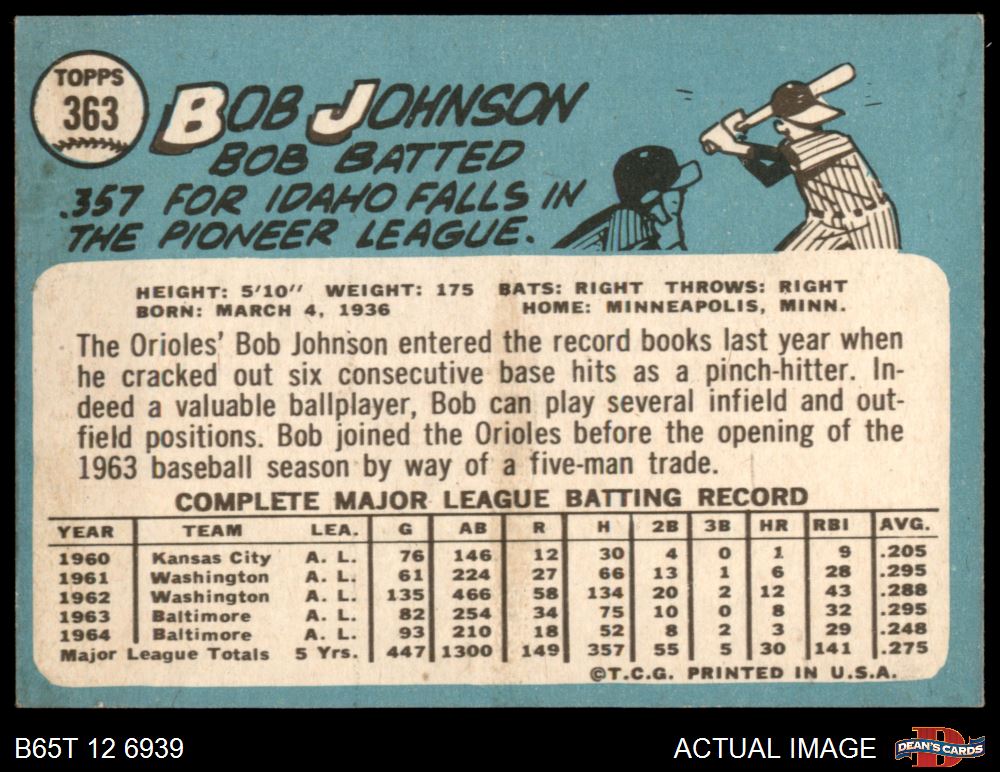 TOPPS
363
BOB JOHNSON
BOB BATTED
.357 FOR IDAHO FALLS IN
THE PIONEER LEAGUE.
HEIGHT: 5'10" WEIGHT: 175 BATS: RIGHT THROWS: RIGHT
BORN: MARCH 4, 1936 HOME: MINNEAPOLIS, MINN.
The Orioles' Bob Johnson entered the record books last year when
he cracked out six consecutive base hits as a pinch-hitter. In-
deed a valuable ballplayer, Bob can play several infield and out-
field positions. Bob joined the Orioles before the opening of the
1963 baseball season by way of a five-man trade.
COMPLETE MAJOR LEAGUE BATTING RECORD
YEAR TEAM LEA. G AB R H 2B 3B HR RBI AVG.
1960 Kansas City A. L. 76 146 12 30 4 0 1 9 .205
1961 Washington A. L. 61 224 27 66 13 1 6 28 .295
1962 Washington A. L. 135 466 58 134 20 2 12 43 .288
1963 Baltimore A. L. 82 254 34 75 10 0 8 32 .295
1964 Baltimore A. L. 93 210 18 52 8 2 3 29 .248
Major League Totals 5 Yrs. 447 1300 149 357 55 5 30 141 .275
©T.C.G. PRINTED IN U.S.A.
B65T 12 6939 ACTUAL IMAGE DEAN'S CARDS